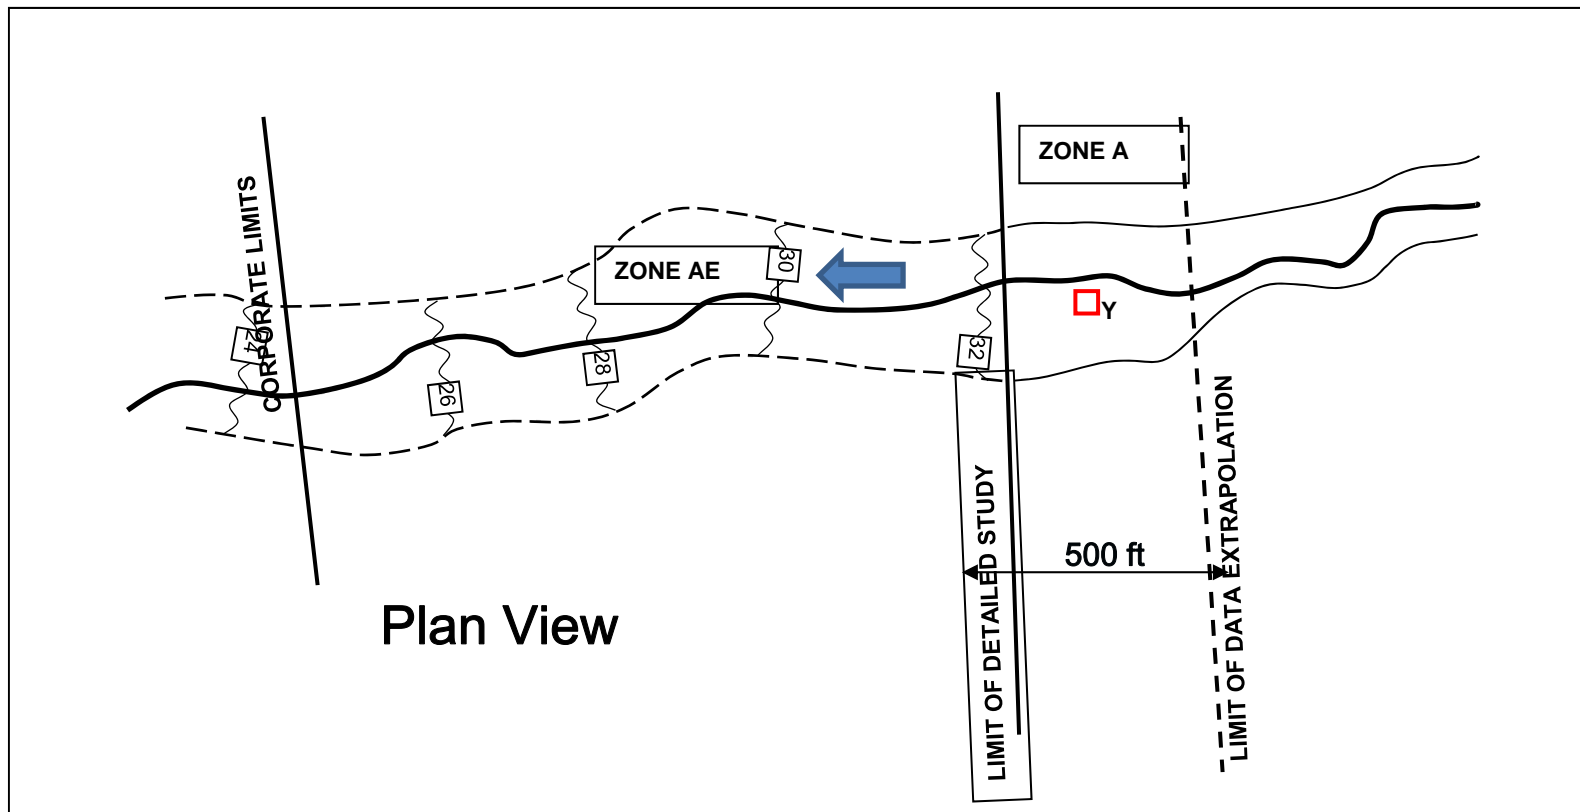 ZONE A
CORPORATE LIMITS
ZONE AE
30
Y
24
32
28
26
LIMIT OF DETAILED STUDY
LIMIT OF DATA EXTRAPOLATION
500 ft
Plan View